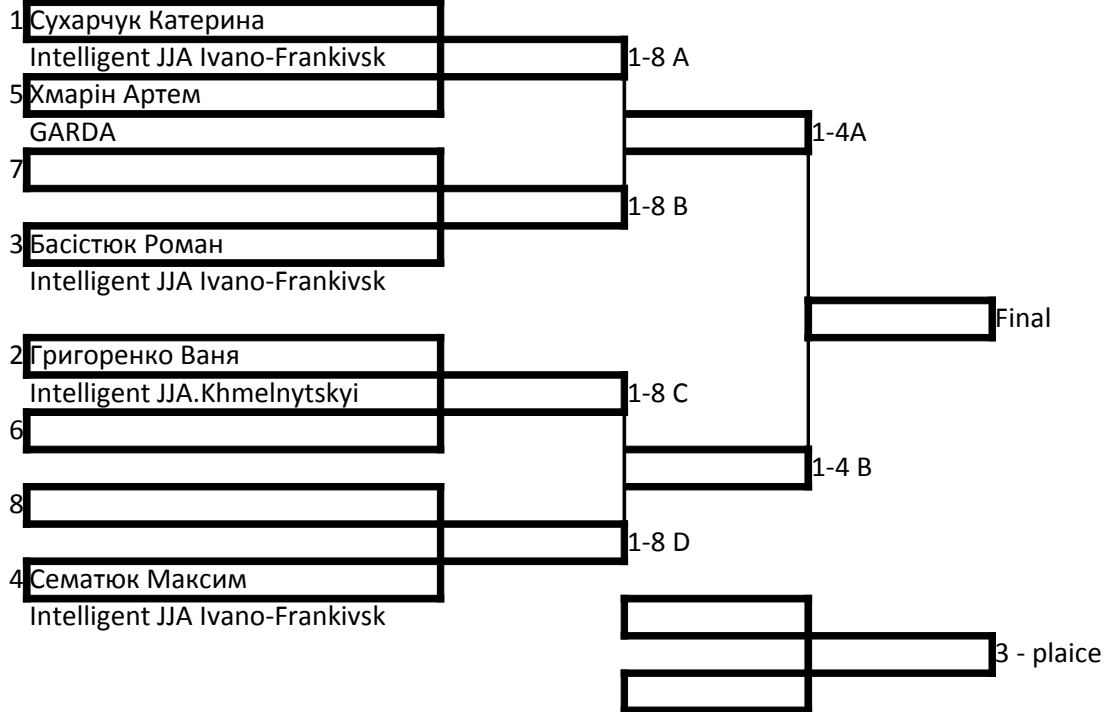 1 Сухарчук Катерина
Intelligent JJA Ivano-Frankivsk
1-8 A
5 Хмарін Артем
GARDA
1-4A
7
1-8 B
3 Басістюк Роман
Intelligent JJA Ivano-Frankivsk
Final
2 Григоренко Ваня
Intelligent JJA.Khmelnytskyi
1-8 C
6
1-4 B
8
1-8 D
4 Сематюк Максим
Intelligent JJA Ivano-Frankivsk
3 - plaice